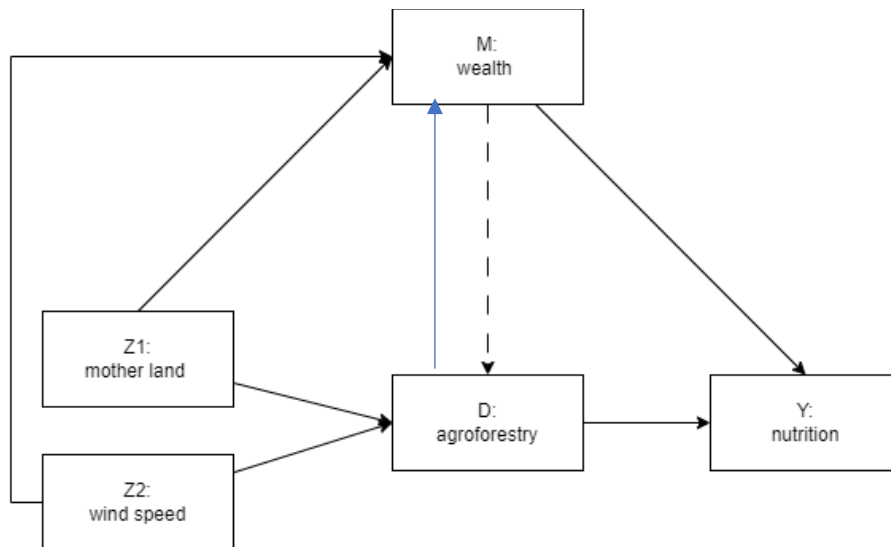 M:
wealth
Z1:
mother land
D:
agroforestry
Y:
nutrition
Z2:
wind speed